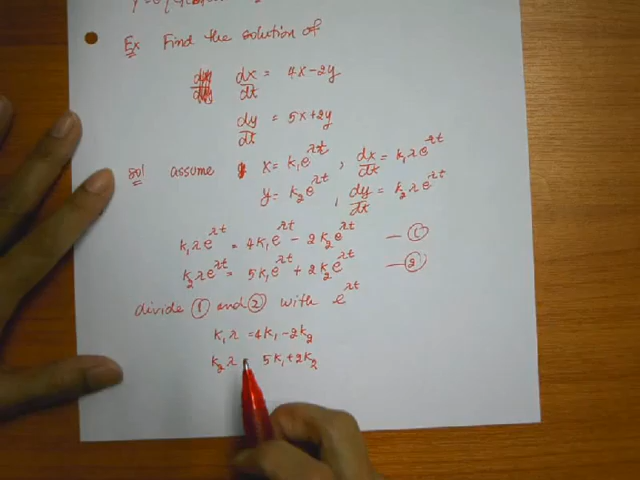 Ex Find the solution of
dx/dt = 4x-2y
dy/dt = 5x+2y
sol assume x= k₁e^λt , dx/dt = k₁λe^λt
y= k₂e^λt , dy/dt = k₂λe^λt
k₁λe^λt = 4k₁e^λt - 2k₂e^λt — ①
k₂λe^λt = 5k₁e^λt + 2k₂e^λt — ②
divide ① and ② with e^λt
k₁λ = 4k₁-2k₂
k₂λ = 5k₁+2k₂